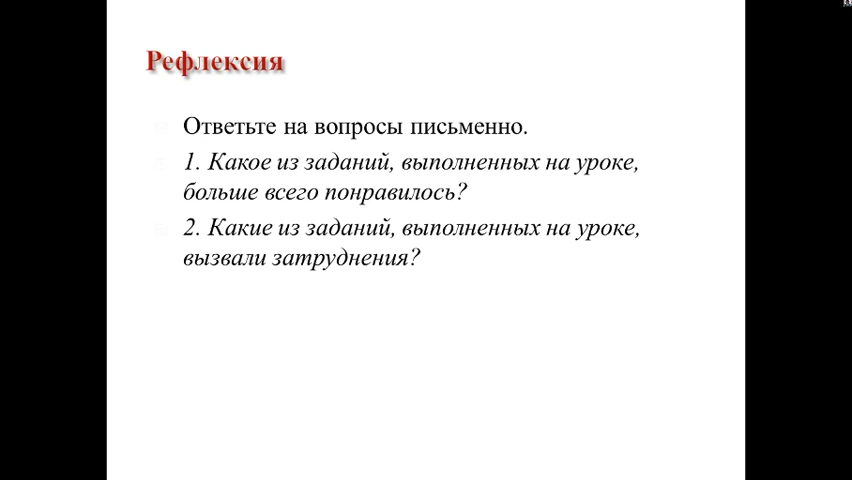 Рефлексия
Ответьте на вопросы письменно.
1. Какое из заданий, выполненных на уроке,
больше всего понравилось?
2. Какие из заданий, выполненных на уроке,
вызвали затруднения?